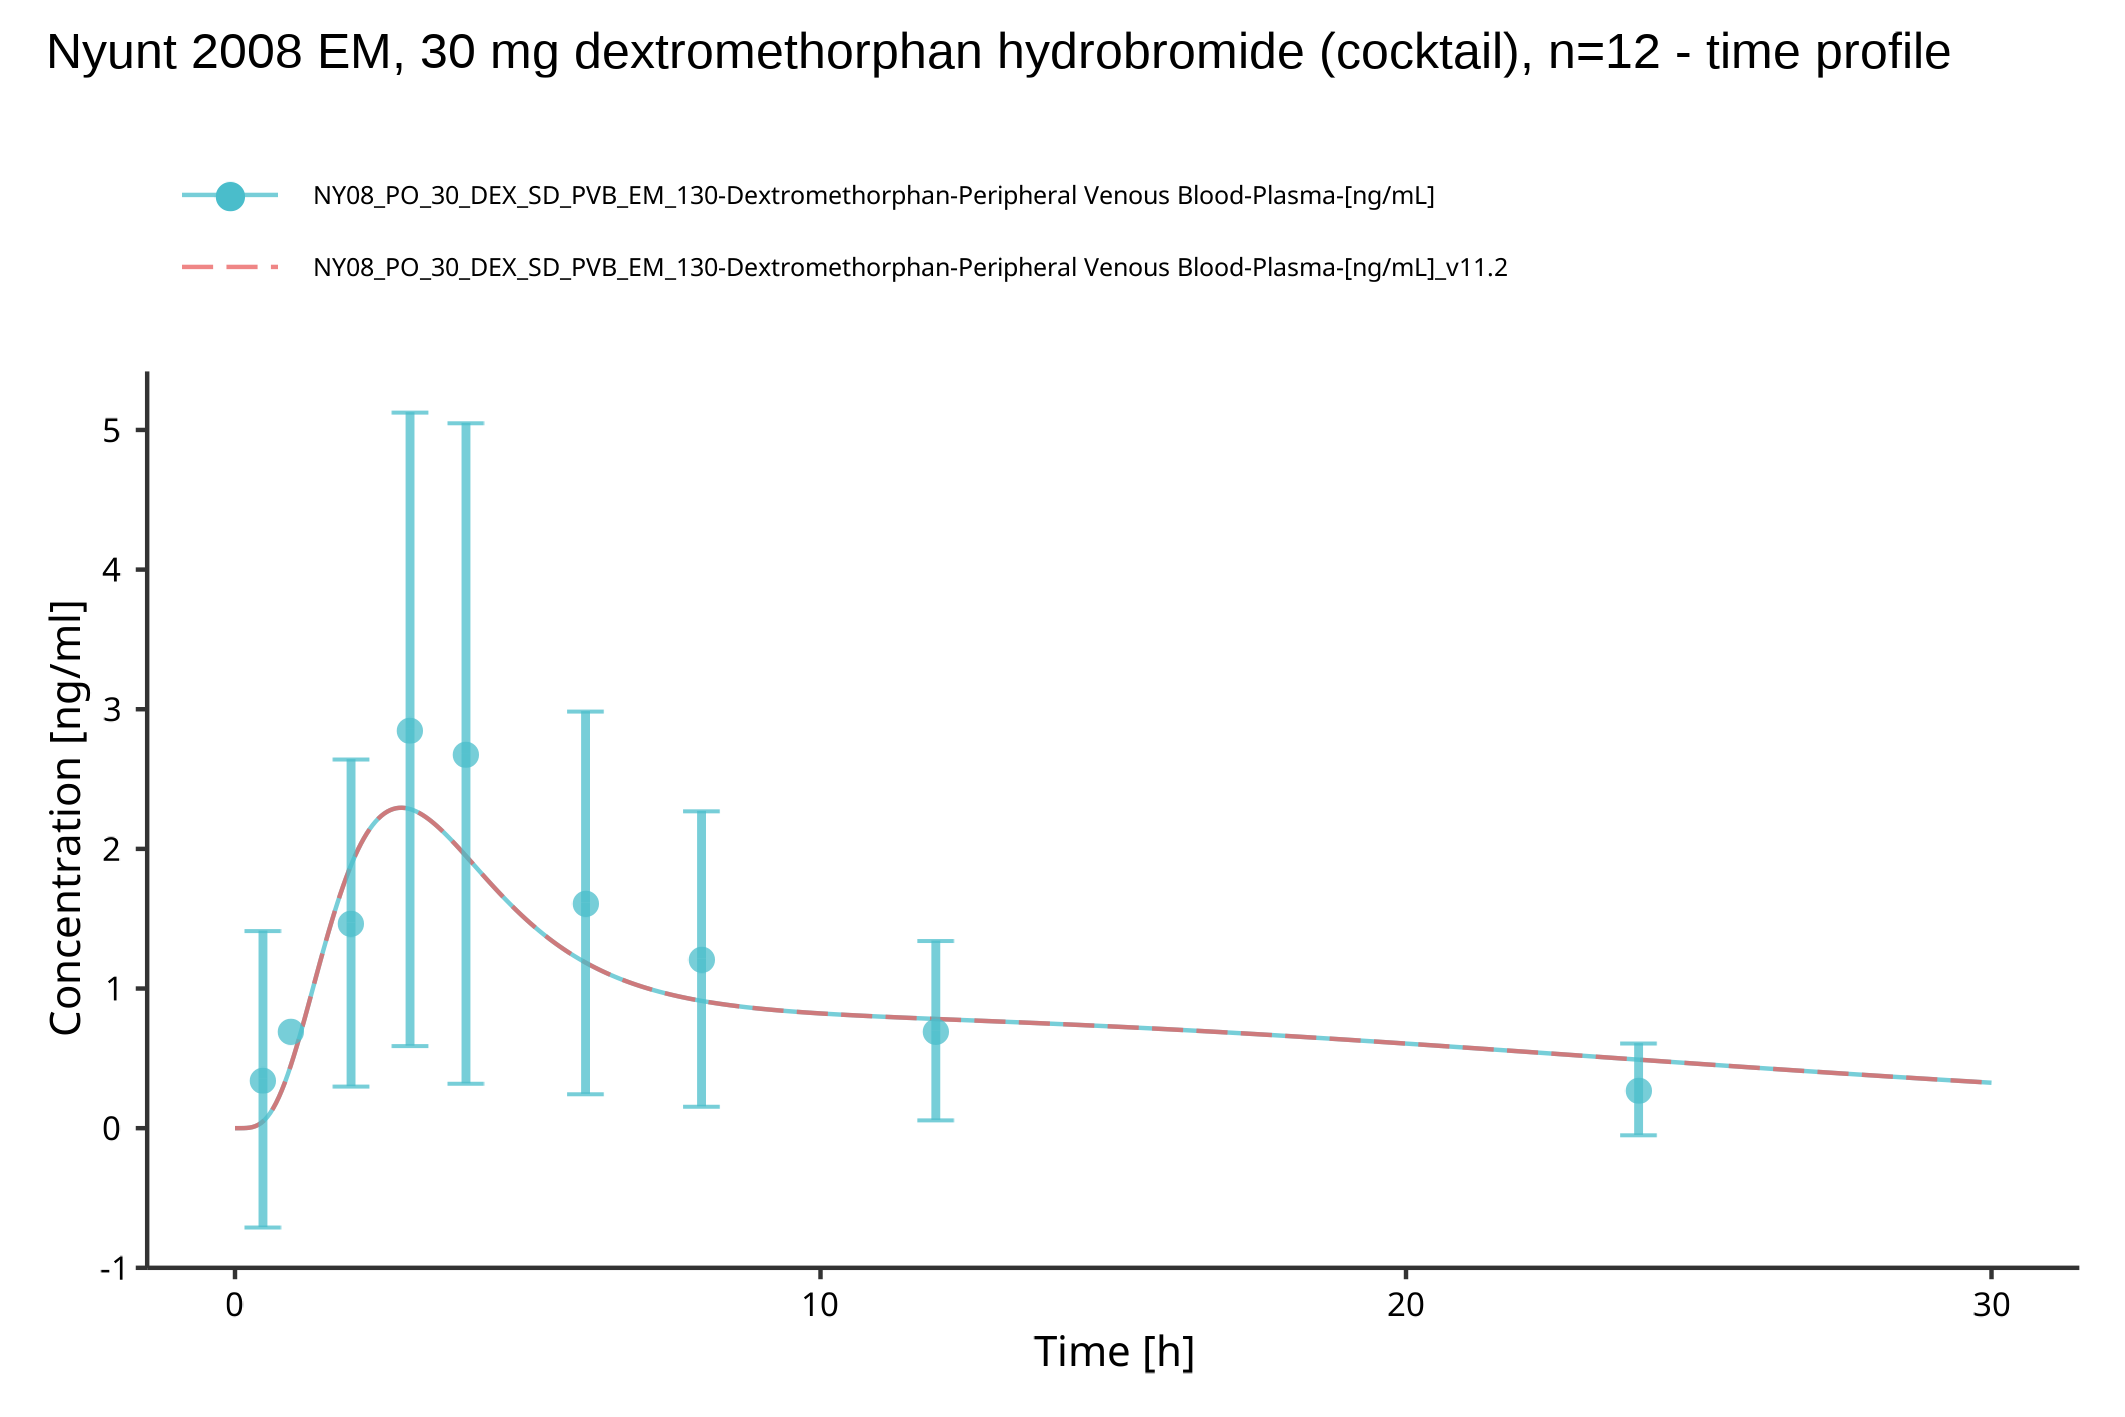 Nyunt 2008 EM, 30 mg dextromethorphan hydrobromide (cocktail), n=12 - time profile
NY08_PO_30_DEX_SD_PVB_EM_130-Dextromethorphan-Peripheral Venous Blood-Plasma-[ng/mL]
NY08_PO_30_DEX_SD_PVB_EM_130-Dextromethorphan-Peripheral Venous Blood-Plasma-[ng/mL]_v11.2
Concentration [ng/ml]
5
4
3
2
1
0
-1
0 10 20 30
Time [h]